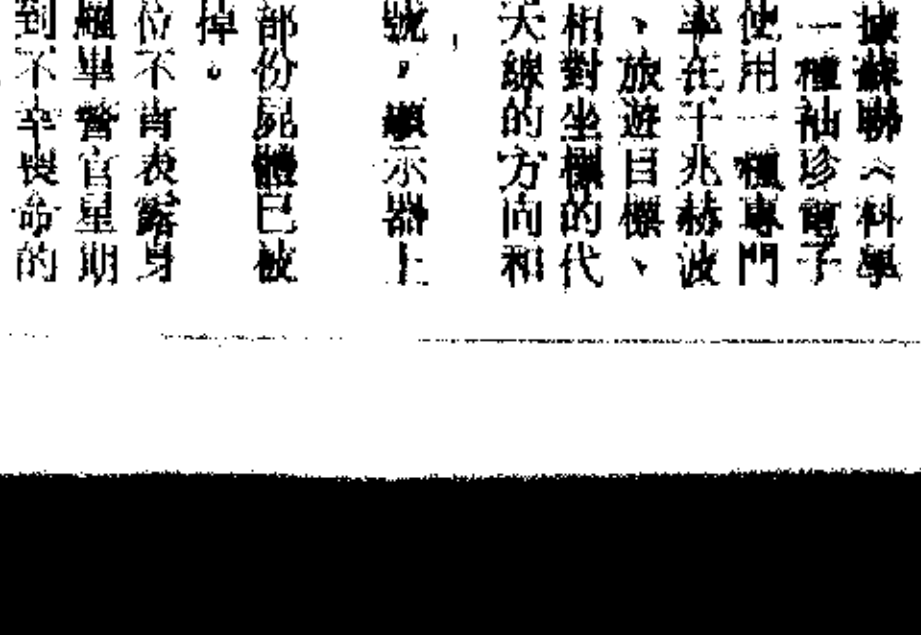 據蘇聯︽科學
一種袖珍電子
使用一種專門
率在千兆赫波
、旅遊目標、
相對坐標的代
天線的方向和
號，顯示器上
部份屍體已被
悍。
位不肯表露身
警官星期
到不幸喪命的